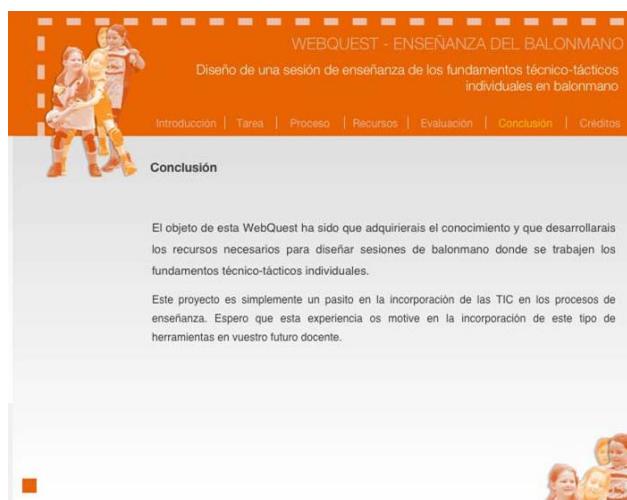 WEBQUEST - ENSEÑANZA DEL BALONMANO
Diseño de una sesión de enseñanza de los fundamentos técnico-tácticos
individuales en balonmano
Introducción | Tarea | Proceso | Recursos | Evaluación | Conclusión | Créditos
Conclusión
El objeto de esta WebQuest ha sido que adquirierais el conocimiento y que desarrollarais
los recursos necesarios para diseñar sesiones de balonmano donde se trabajen los
fundamentos técnico-tácticos individuales.
Este proyecto es simplemente un pasito en la incorporación de las TIC en los procesos de
enseñanza. Espero que esta experiencia os motive en la incorporación de este tipo de
herramientas en vuestro futuro docente.